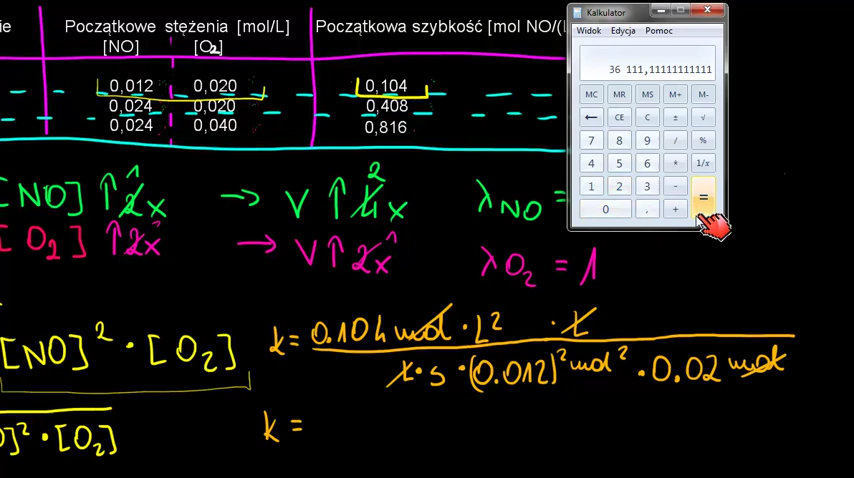 ie
Początkowe stężenia [mol/L]
Początkowa szybkość [mol NO/(L
[NO] [O2]
0,012 0,020 0,104
0,024 0,020 0,408
0,024 0,040 0,816
Kalkulator
Widok Edycja Pomoc
36 111,11111111111
MC MR MS M+ M-
← CE C ± √
7 8 9 / %
4 5 6 * 1/x
1 2 3 - =
0 , +
[NO] ↑ 2x → V ↑ 4x 2 λNO =
[O2] ↑ 2x → V ↑ 2x λO2 = 1
[NO]² · [O2]
k = 0.104 mol · L² · L
L · s · (0.012)² mol² · 0.02 mol
O]² · [O2]
k =